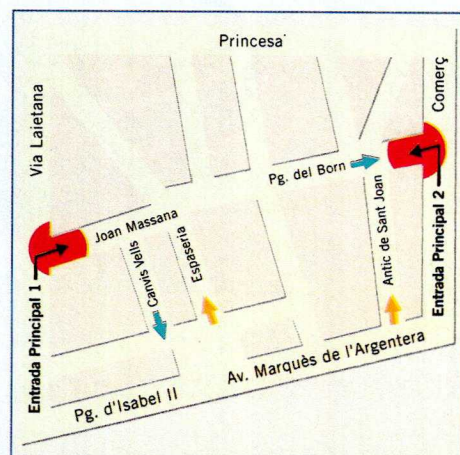 Princesa
Via Laietana
Comerç
Pg. del Born
Joan Massana
Canvis Vells
Espaseria
Antic de Sant Joan
Entrada Principal 1
Entrada Principal 2
Av. Marquès de l'Argentera
Pg. d'Isabel II